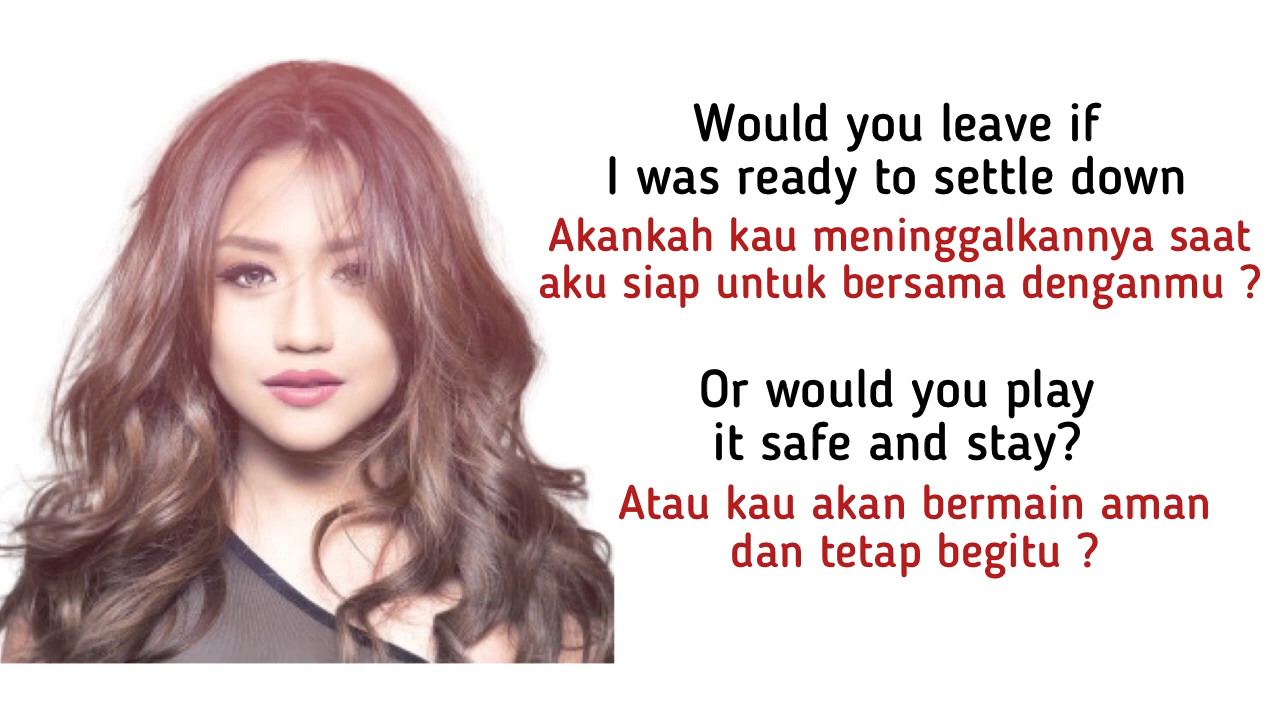 Would you leave if
I was ready to settle down
Akankah kau meninggalkannya saat
aku siap untuk bersama denganmu ?
Or would you play
it safe and stay?
Atau kau akan bermain aman
dan tetap begitu ?